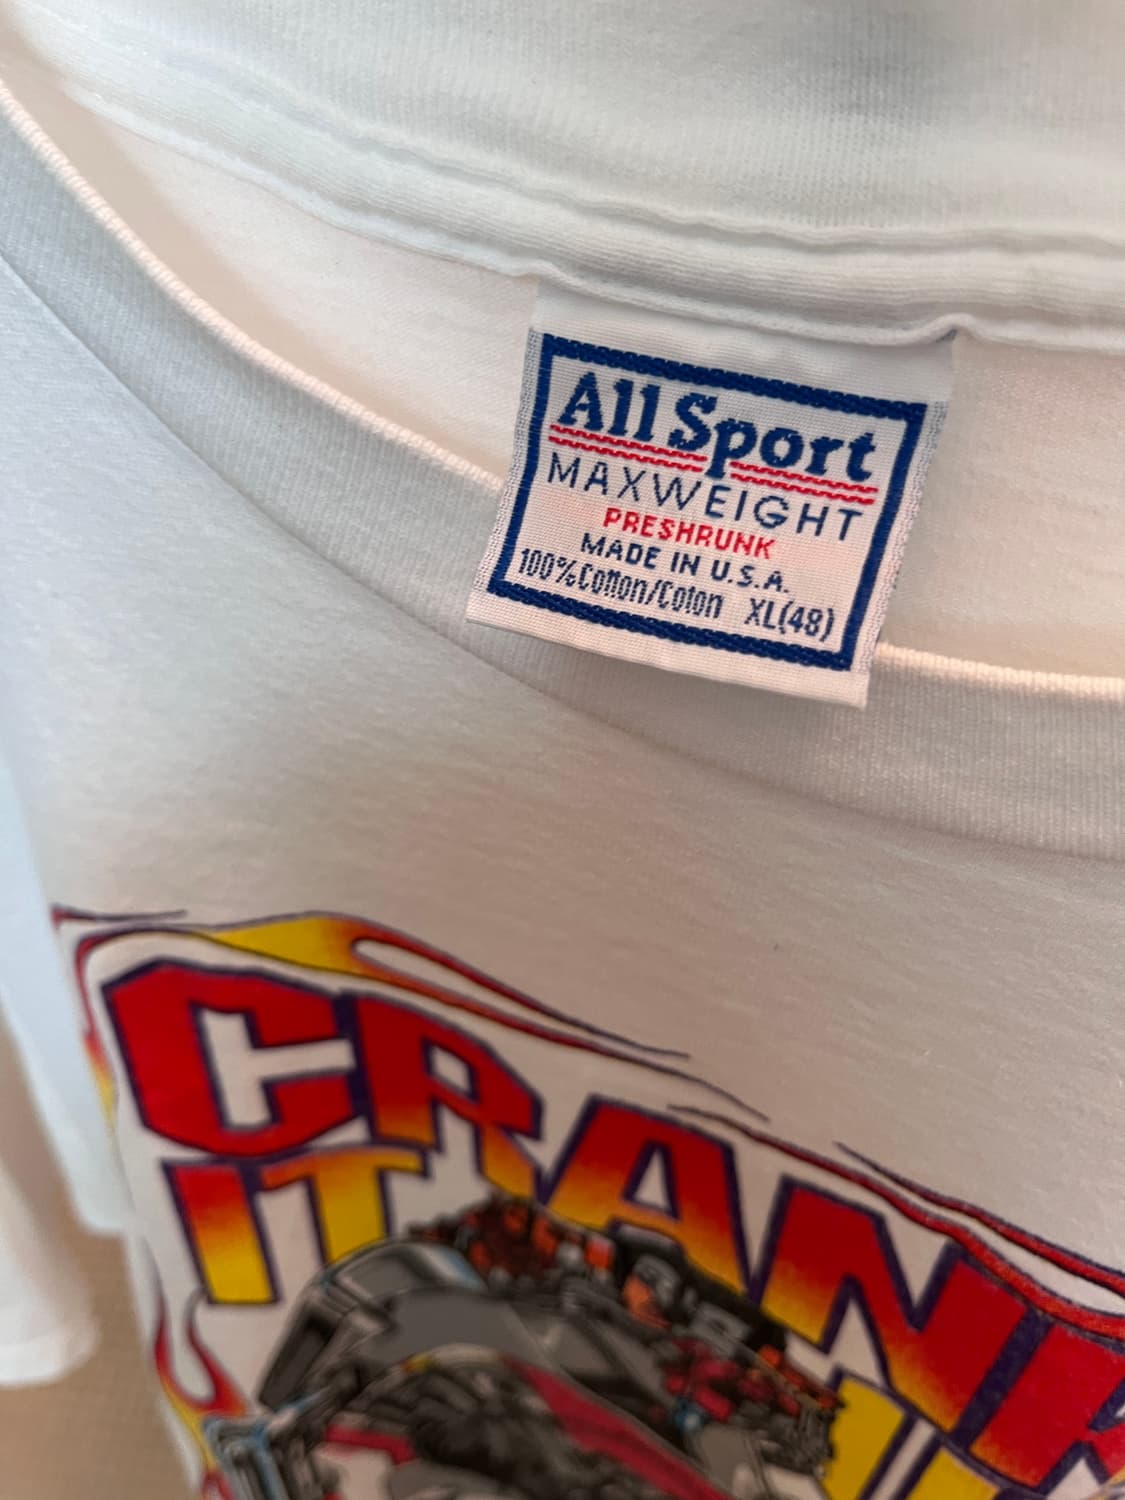 All Sport
MAXWEIGHT
PRESHRUNK
MADE IN U.S.A.
100% Cotton/Coton XL(48)
CRANK
IT